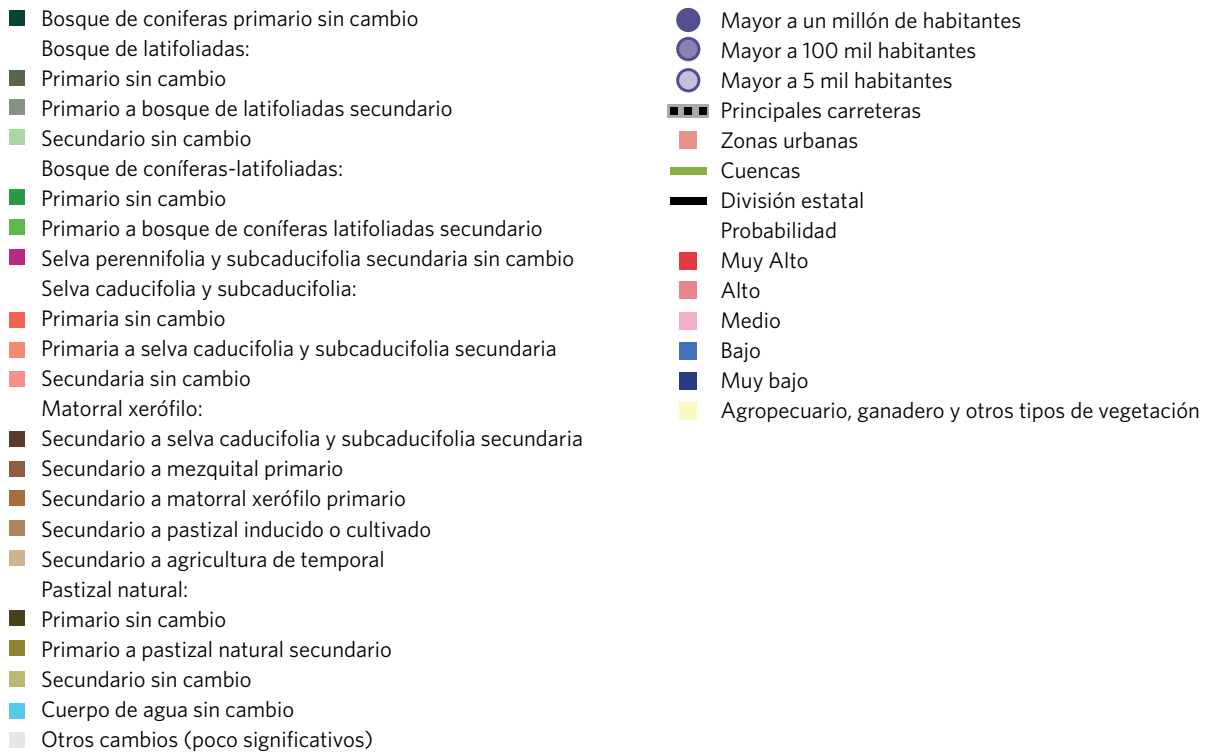 Bosque de coniferas primario sin cambio
Bosque de latifoliadas:
Primario sin cambio
Primario a bosque de latifoliadas secundario
Secundario sin cambio
Bosque de coníferas-latifoliadas:
Primario sin cambio
Primario a bosque de coníferas latifoliadas secundario
Selva perennifolia y subcaducifolia secundaria sin cambio
Selva caducifolia y subcaducifolia:
Primaria sin cambio
Primaria a selva caducifolia y subcaducifolia secundaria
Secundaria sin cambio
Matorral xerófilo:
Secundario a selva caducifolia y subcaducifolia secundaria
Secundario a mezquital primario
Secundario a matorral xerófilo primario
Secundario a pastizal inducido o cultivado
Secundario a agricultura de temporal
Pastizal natural:
Primario sin cambio
Primario a pastizal natural secundario
Secundario sin cambio
Cuerpo de agua sin cambio
Otros cambios (poco significativos)
Mayor a un millón de habitantes
Mayor a 100 mil habitantes
Mayor a 5 mil habitantes
Principales carreteras
Zonas urbanas
Cuencas
División estatal
Probabilidad
Muy Alto
Alto
Medio
Bajo
Muy bajo
Agropecuario, ganadero y otros tipos de vegetación